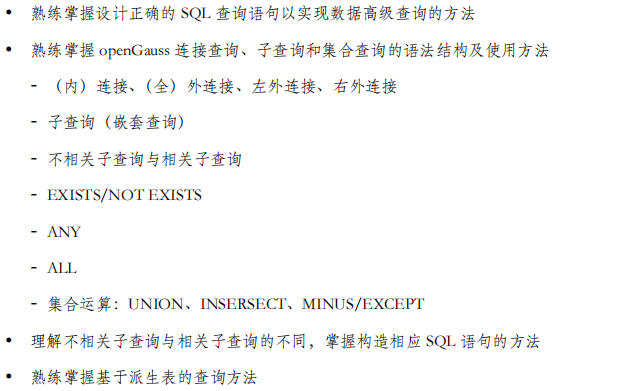 • 熟练掌握设计正确的 SQL 查询语句以实现数据高级查询的方法
• 熟练掌握 openGauss 连接查询、子查询和集合查询的语法结构及使用方法
- （内）连接、（全）外连接、左外连接、右外连接
- 子查询（嵌套查询）
- 不相关子查询与相关子查询
- EXISTS/NOT EXISTS
- ANY
- ALL
- 集合运算：UNION、INSERSECT、MINUS/EXCEPT
• 理解不相关子查询与相关子查询的不同，掌握构造相应 SQL 语句的方法
• 熟练掌握基于派生表的查询方法